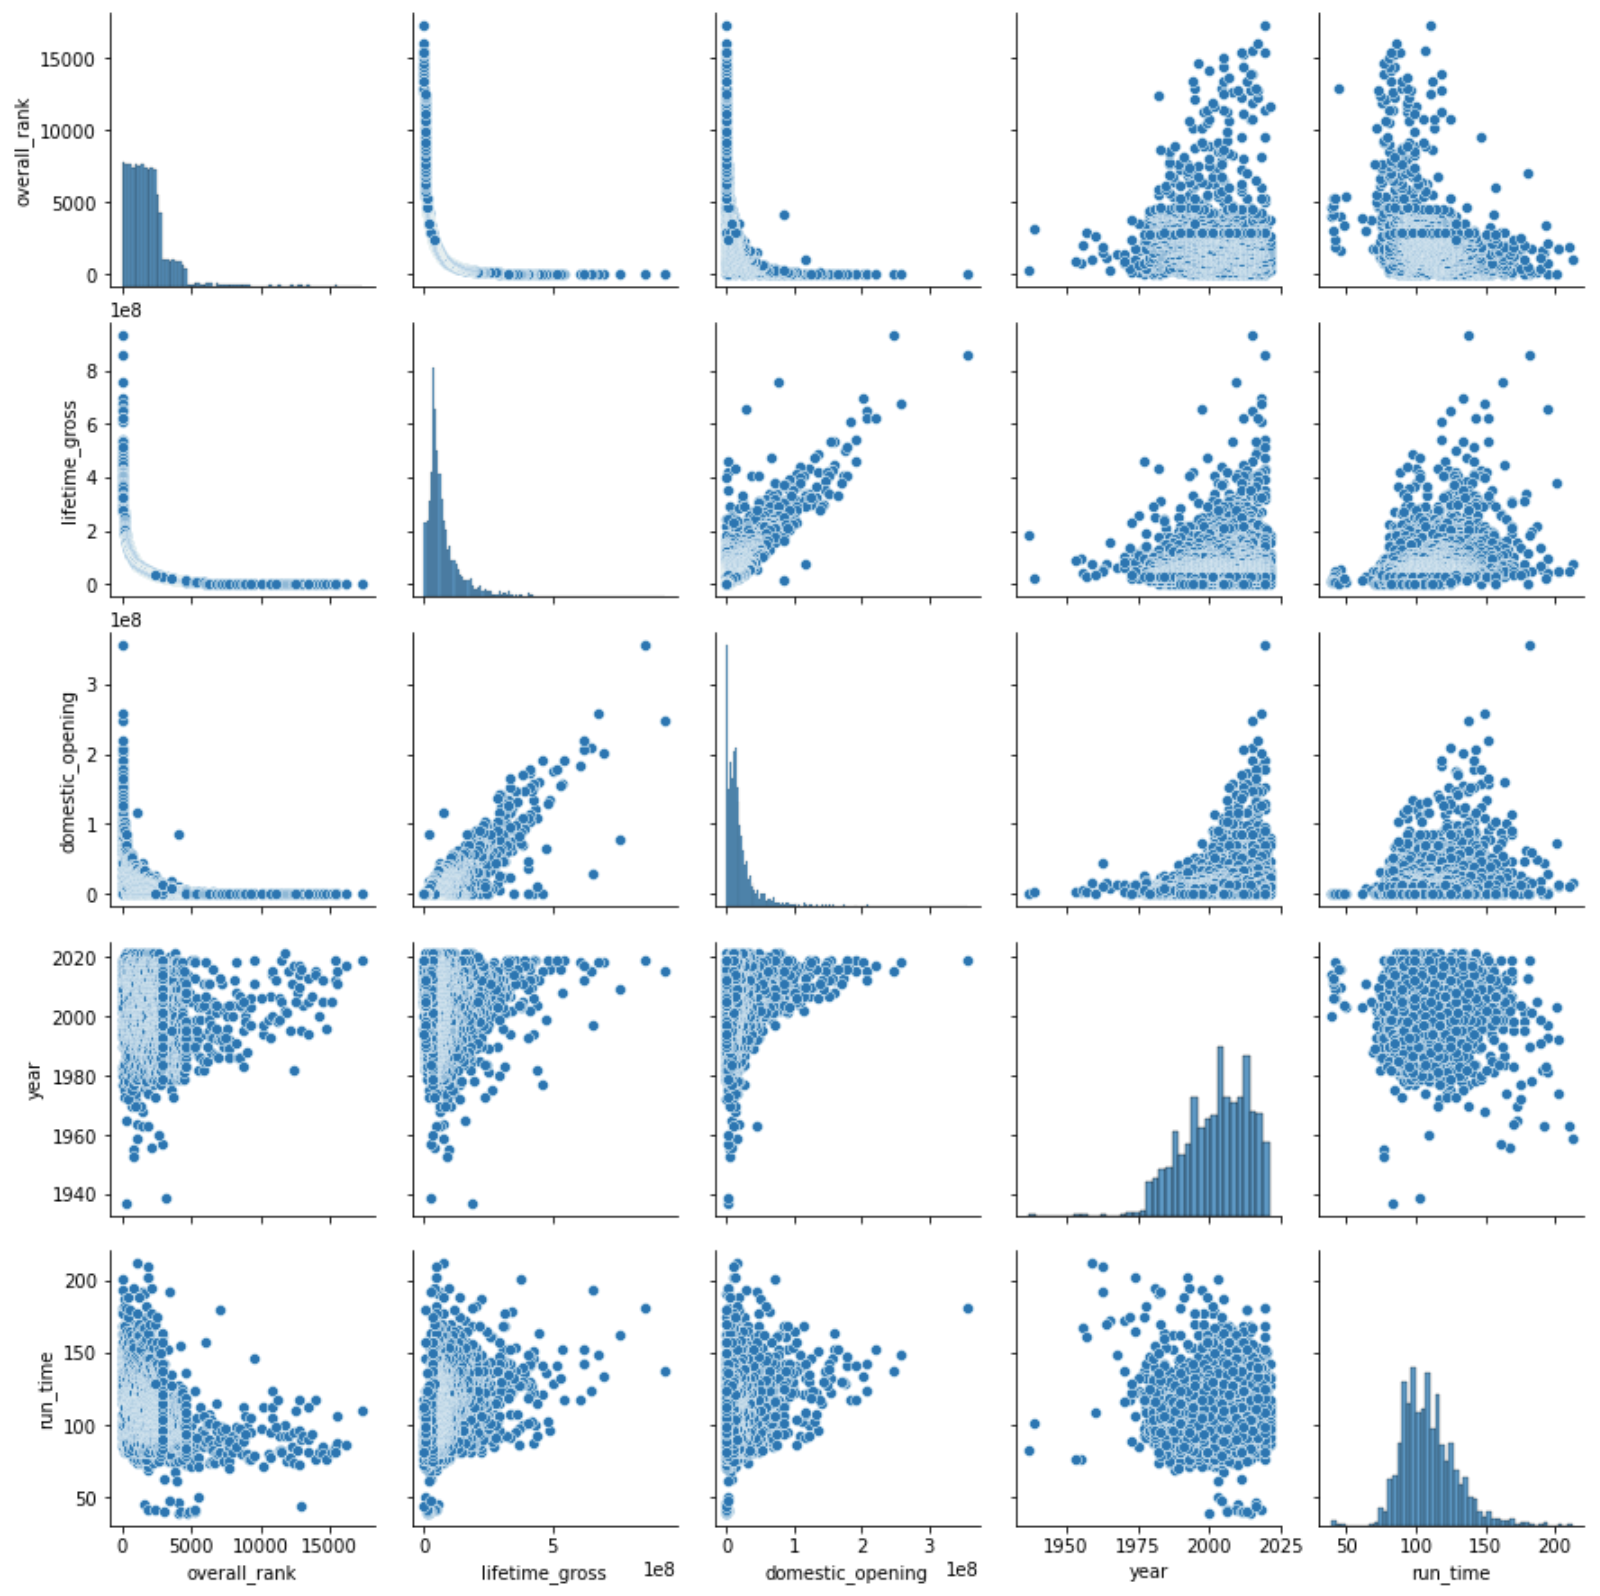 15000
10000
5000
0
overall_rank
1e8
8
6
4
2
0
lifetime_gross
1e8
3
2
1
0
domestic_opening
2020
2000
1980
1960
1940
year
200
150
100
50
run_time
0 5000 10000 15000 0 5 0 1 2 3 1950 1975 2000 2025 50 100 150 200
overall_rank lifetime_gross 1e8 domestic_opening 1e8 year run_time